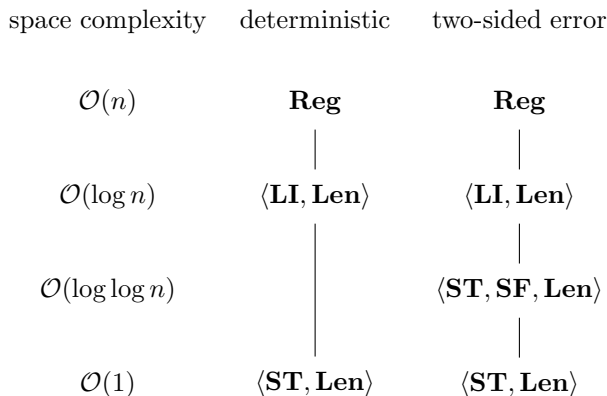 space complexity deterministic two-sided error
𝒪(n) Reg Reg
𝒪(log n) ⟨LI, Len⟩ ⟨LI, Len⟩
𝒪(log log n) ⟨ST, SF, Len⟩
𝒪(1) ⟨ST, Len⟩ ⟨ST, Len⟩